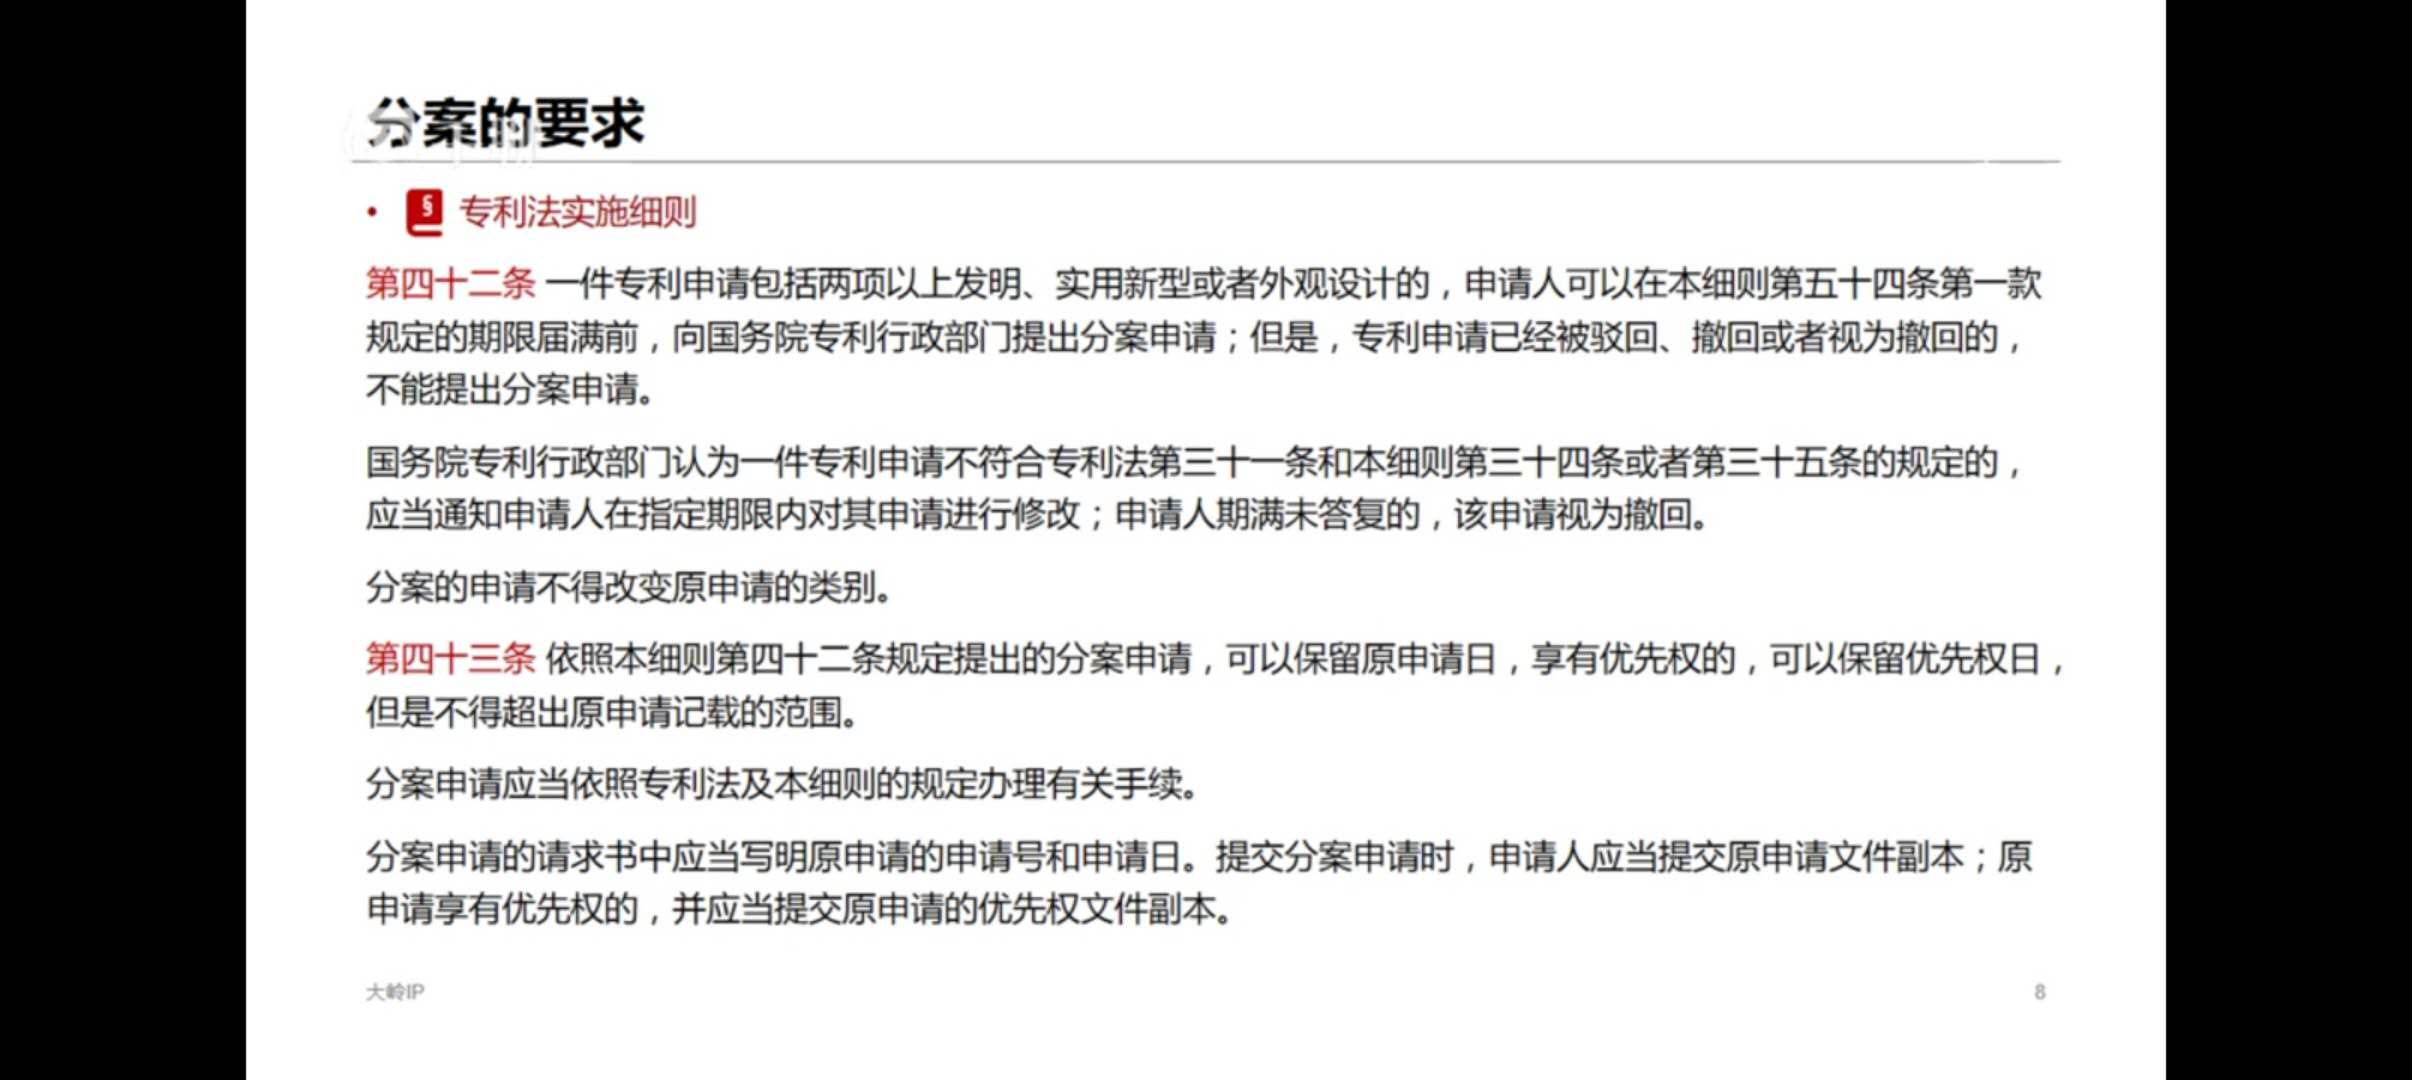 分案的要求
• § 专利法实施细则
第四十二条 一件专利申请包括两项以上发明、实用新型或者外观设计的，申请人可以在本细则第五十四条第一款
规定的期限届满前，向国务院专利行政部门提出分案申请；但是，专利申请已经被驳回、撤回或者视为撤回的，
不能提出分案申请。
国务院专利行政部门认为一件专利申请不符合专利法第三十一条和本细则第三十四条或者第三十五条的规定的，
应当通知申请人在指定期限内对其申请进行修改；申请人期满未答复的，该申请视为撤回。
分案的申请不得改变原申请的类别。
第四十三条 依照本细则第四十二条规定提出的分案申请，可以保留原申请日，享有优先权的，可以保留优先权日，
但是不得超出原申请记载的范围。
分案申请应当依照专利法及本细则的规定办理有关手续。
分案申请的请求书中应当写明原申请的申请号和申请日。提交分案申请时，申请人应当提交原申请文件副本；原
申请享有优先权的，并应当提交原申请的优先权文件副本。
大岭IP
8